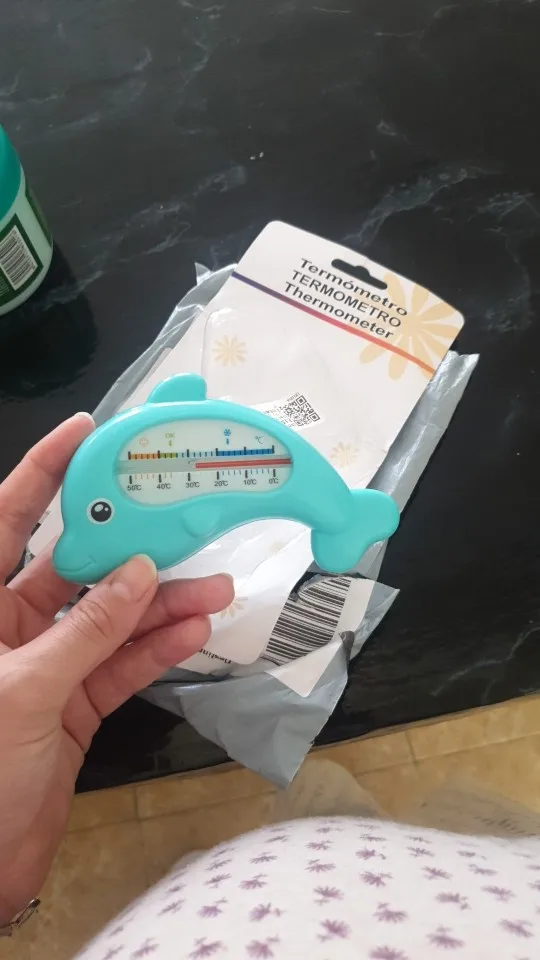 Termómetro
TERMOMETRO
Thermometer
OK
℃
50℃ 40℃ 30℃ 20℃ 10℃ 0℃